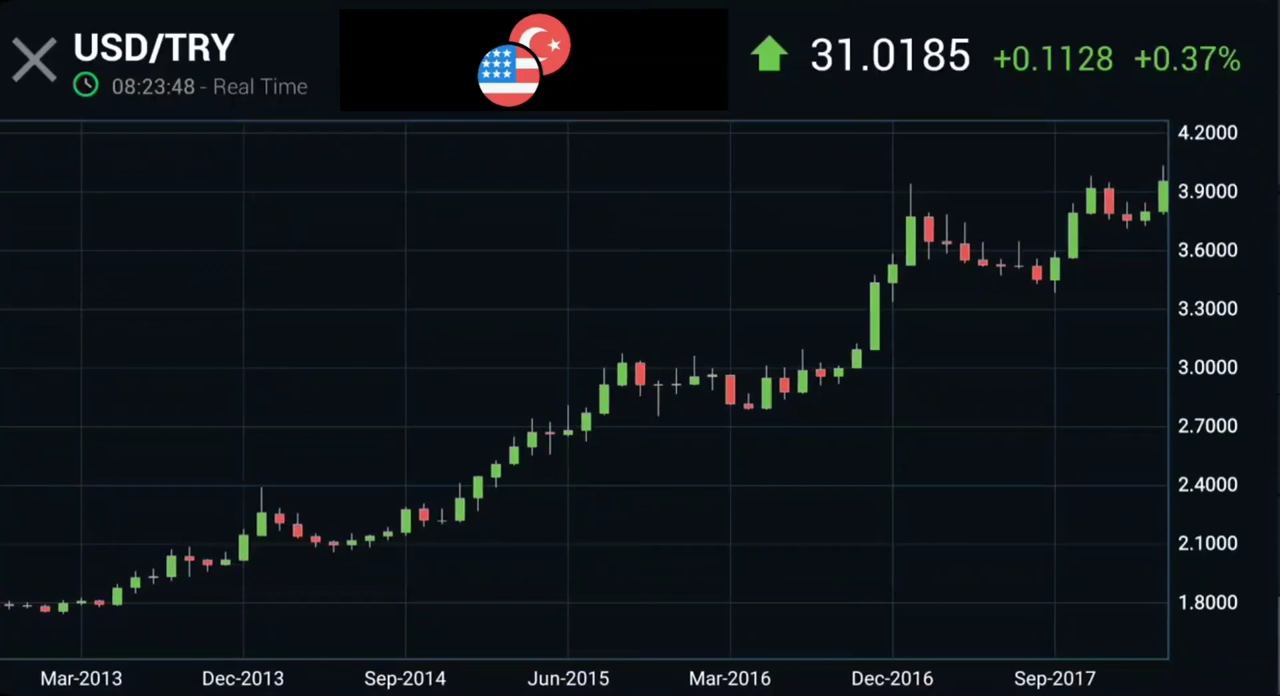 USD/TRY
08:23:48 - Real Time
31.0185 +0.1128 +0.37%
4.2000
3.9000
3.6000
3.3000
3.0000
2.7000
2.4000
2.1000
1.8000
Mar-2013 Dec-2013 Sep-2014 Jun-2015 Mar-2016 Dec-2016 Sep-2017